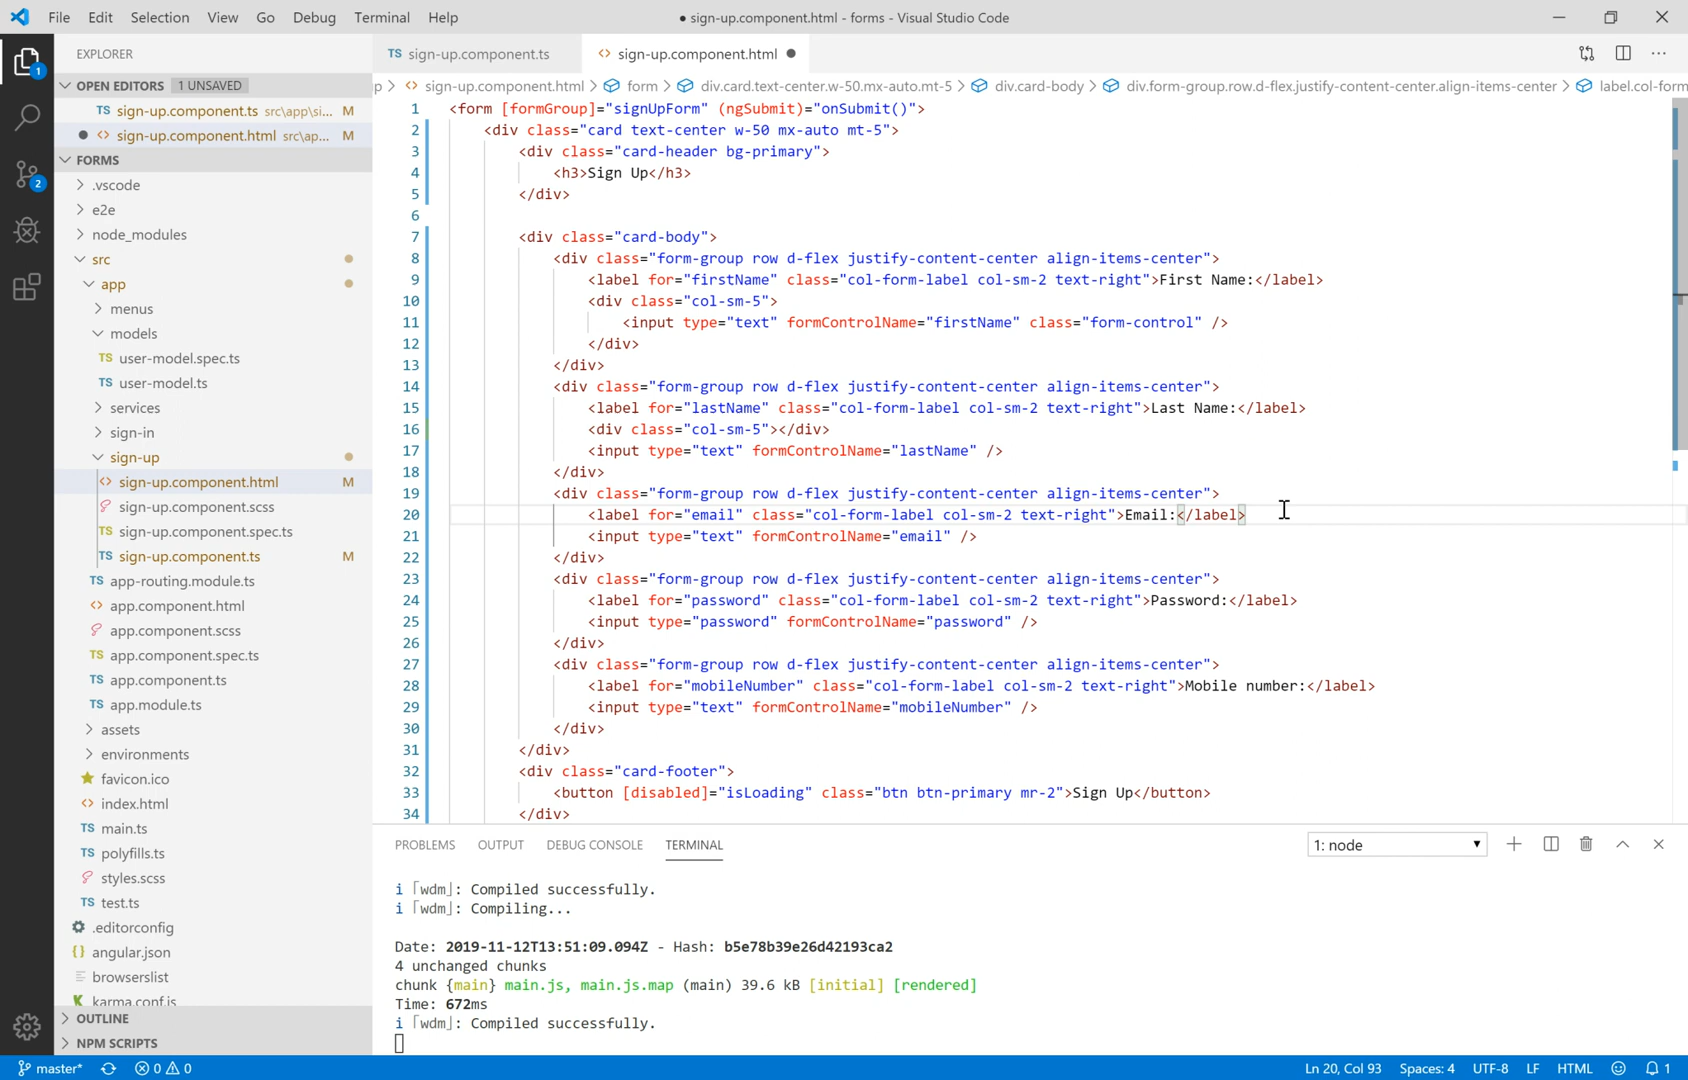 File Edit Selection View Go Debug Terminal Help
● sign-up.component.html - forms - Visual Studio Code
EXPLORER
OPEN EDITORS 1 UNSAVED
TS sign-up.component.ts src\app\si... M
● <> sign-up.component.html src\ap... M
FORMS
.vscode
e2e
node_modules
src
app
menus
models
TS user-model.spec.ts
TS user-model.ts
services
sign-in
sign-up
<> sign-up.component.html M
sign-up.component.scss
TS sign-up.component.spec.ts
TS sign-up.component.ts M
TS app-routing.module.ts
<> app.component.html
app.component.scss
TS app.component.spec.ts
TS app.component.ts
TS app.module.ts
assets
environments
favicon.ico
<> index.html
TS main.ts
TS polyfills.ts
styles.scss
TS test.ts
.editorconfig
{} angular.json
browserslist
karma.conf.js
OUTLINE
NPM SCRIPTS
1
2
TS sign-up.component.ts
<> sign-up.component.html ●
p > <> sign-up.component.html > form > div.card.text-center.w-50.mx-auto.mt-5 > div.card-body > div.form-group.row.d-flex.justify-content-center.align-items-center > label.col-form
1 <form [formGroup]="signUpForm" (ngSubmit)="onSubmit()">
2 <div class="card text-center w-50 mx-auto mt-5">
3 <div class="card-header bg-primary">
4 <h3>Sign Up</h3>
5 </div>
6
7 <div class="card-body">
8 <div class="form-group row d-flex justify-content-center align-items-center">
9 <label for="firstName" class="col-form-label col-sm-2 text-right">First Name:</label>
10 <div class="col-sm-5">
11 <input type="text" formControlName="firstName" class="form-control" />
12 </div>
13 </div>
14 <div class="form-group row d-flex justify-content-center align-items-center">
15 <label for="lastName" class="col-form-label col-sm-2 text-right">Last Name:</label>
16 <div class="col-sm-5"></div>
17 <input type="text" formControlName="lastName" />
18 </div>
19 <div class="form-group row d-flex justify-content-center align-items-center">
20 <label for="email" class="col-form-label col-sm-2 text-right">Email:</label>
21 <input type="text" formControlName="email" />
22 </div>
23 <div class="form-group row d-flex justify-content-center align-items-center">
24 <label for="password" class="col-form-label col-sm-2 text-right">Password:</label>
25 <input type="password" formControlName="password" />
26 </div>
27 <div class="form-group row d-flex justify-content-center align-items-center">
28 <label for="mobileNumber" class="col-form-label col-sm-2 text-right">Mobile number:</label>
29 <input type="text" formControlName="mobileNumber" />
30 </div>
31 </div>
32 <div class="card-footer">
33 <button [disabled]="isLoading" class="btn btn-primary mr-2">Sign Up</button>
34 </div>
PROBLEMS OUTPUT DEBUG CONSOLE TERMINAL 1: node
i ｢wdm｣: Compiled successfully.
i ｢wdm｣: Compiling...
Date: 2019-11-12T13:51:09.094Z - Hash: b5e78b39e26d42193ca2
4 unchanged chunks
chunk {main} main.js, main.js.map (main) 39.6 kB [initial] [rendered]
Time: 672ms
i ｢wdm｣: Compiled successfully.
master* 0 0 Ln 20, Col 93 Spaces: 4 UTF-8 LF HTML 1